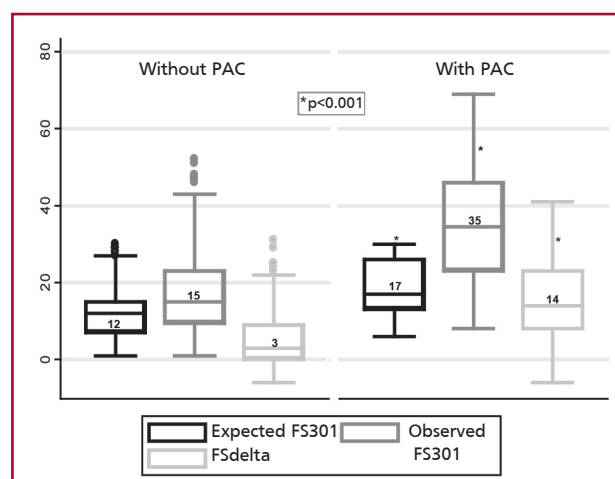 80
60
40
20
0
Without PAC
With PAC
*p<0.001
12
15
3
*
17
*
35
*
14
Expected FS301
Observed
FS301
FSdelta